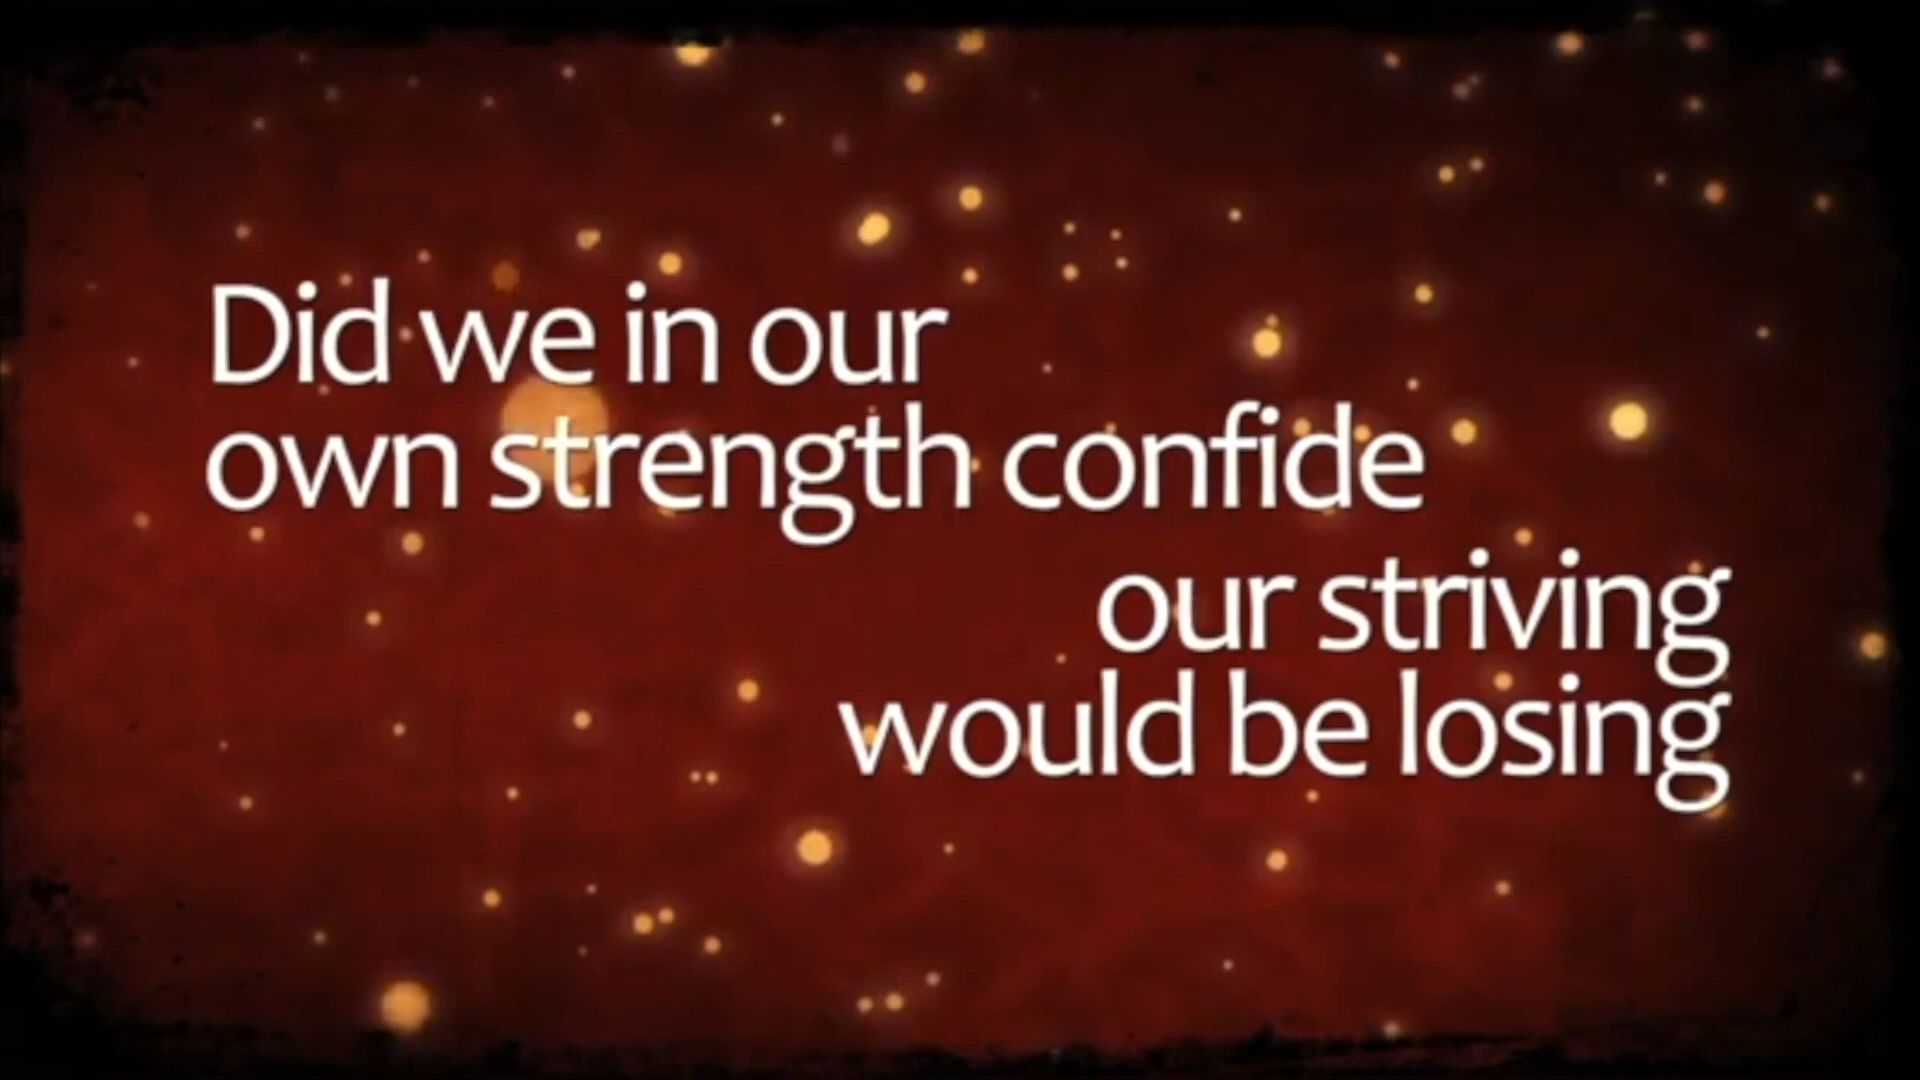 Did we in our
own strength confide
our striving
would be losing